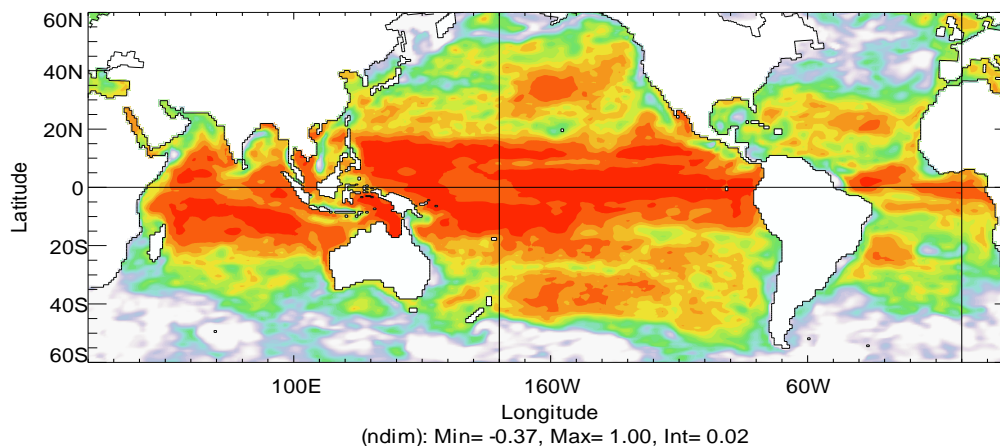 60N
40N
20N
0
20S
40S
60S
Latitude
100E 160W 60W
Longitude
(ndim): Min= -0.37, Max= 1.00, Int= 0.02